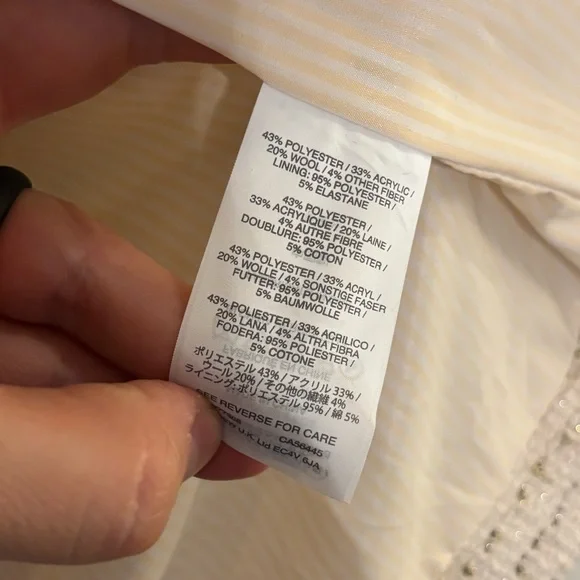 43% POLYESTER / 33% ACRYLIC /
20% WOOL / 4% OTHER FIBER
LINING: 95% POLYESTER /
5% ELASTANE
43% POLYESTER /
33% ACRYLIQUE / 20% LAINE /
4% AUTRE FIBRE
DOUBLURE: 95% POLYESTER /
5% COTON
43% POLYESTER / 33% ACRYL /
20% WOLLE / 4% SONSTIGE FASER
FUTTER: 95% POLYESTER /
5% BAUMWOLLE
43% POLIESTER / 33% ACRILICO /
20% LANA / 4% ALTRA FIBRA
FODERA: 95% POLIESTER /
5% COTONE
ポリエステル 43% / アクリル 33% /
ウール 20% / その他の繊維 4%
ライニング: ポリエステル 95% / 綿 5%
SEE REVERSE FOR CARE
CA56445
U.K. Ltd EC4V 6JA